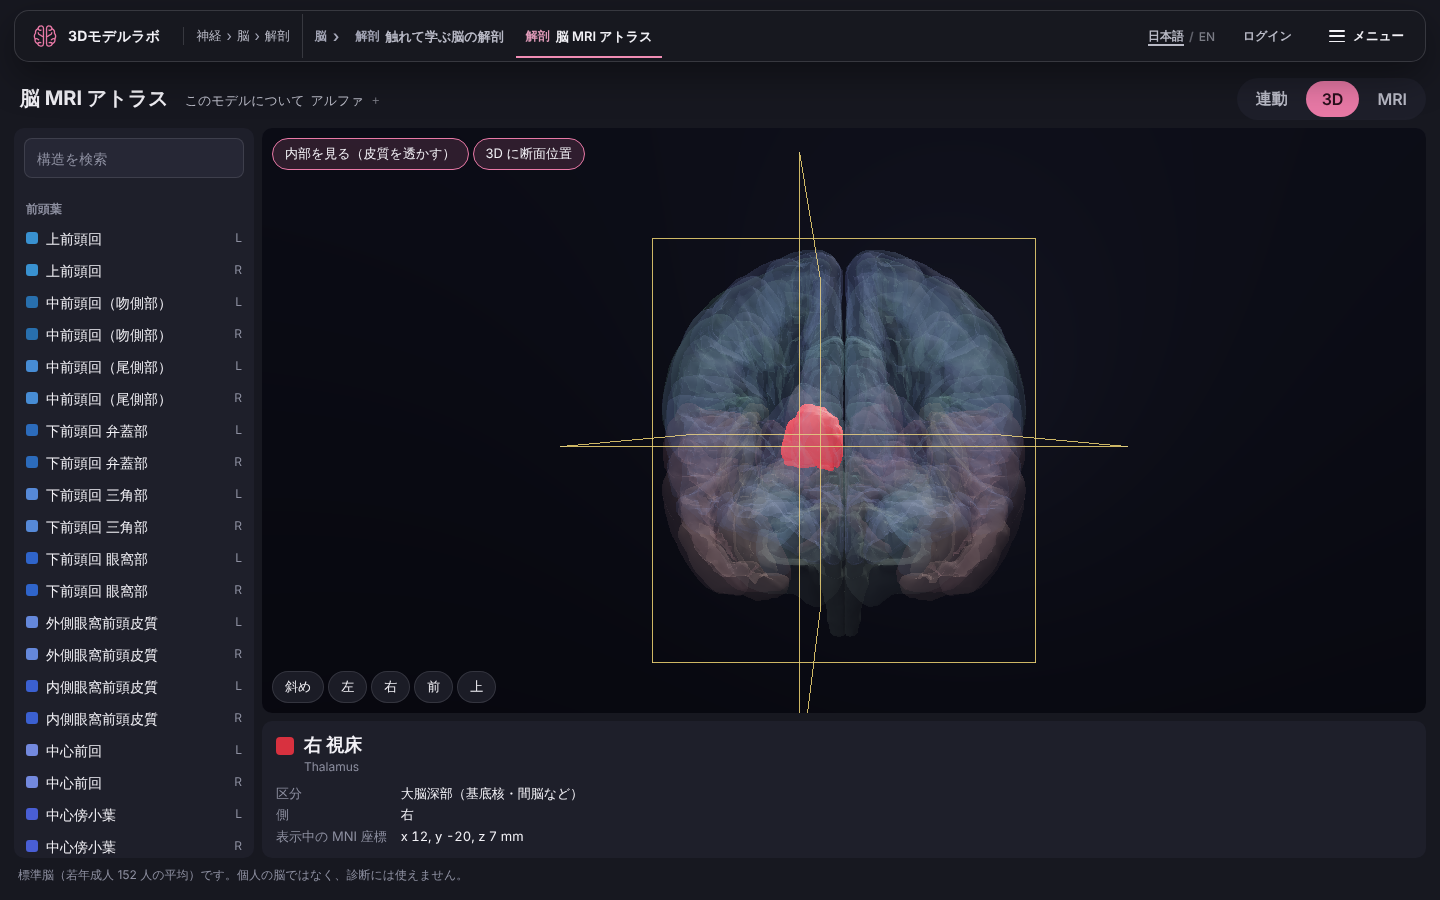 3Dモデルラボ 神経 › 脳 › 解剖 脳 › 解剖 触れて学ぶ脳の解剖 解剖 脳 MRI アトラス 日本語 / EN ログイン メニュー
脳 MRI アトラス このモデルについて アルファ + 連動 3D MRI
構造を検索
前頭葉
上前頭回 L
上前頭回 R
中前頭回（吻側部） L
中前頭回（吻側部） R
中前頭回（尾側部） L
中前頭回（尾側部） R
下前頭回 弁蓋部 L
下前頭回 弁蓋部 R
下前頭回 三角部 L
下前頭回 三角部 R
下前頭回 眼窩部 L
下前頭回 眼窩部 R
外側眼窩前頭皮質 L
外側眼窩前頭皮質 R
内側眼窩前頭皮質 L
内側眼窩前頭皮質 R
中心前回 L
中心前回 R
中心傍小葉 L
中心傍小葉 R
内部を見る（皮質を透かす） 3D に断面位置
斜め 左 右 前 上
右 視床
Thalamus
区分 大脳深部（基底核・間脳など）
側 右
表示中の MNI 座標 x 12, y -20, z 7 mm
標準脳（若年成人 152 人の平均）です。個人の脳ではなく、診断には使えません。